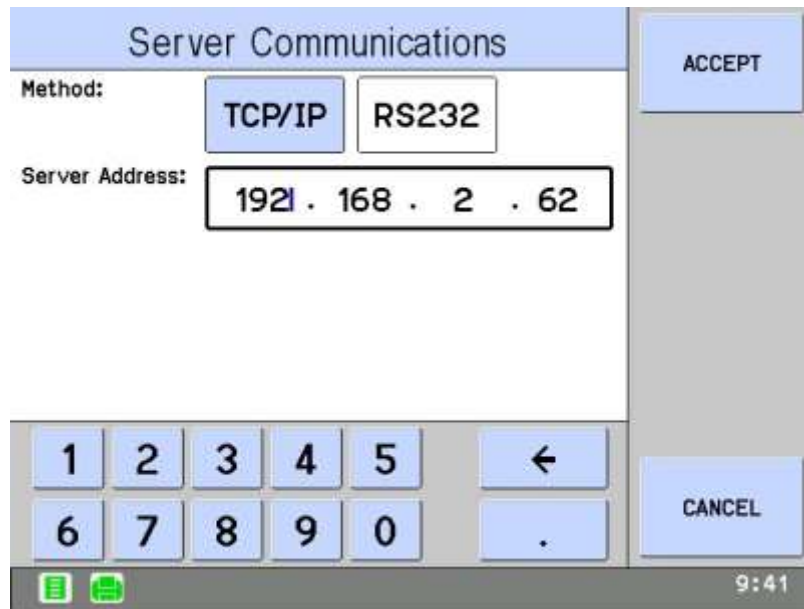 Server Communications
ACCEPT
Method:
TCP/IP RS232
Server Address:
192 . 168 . 2 . 62
1 2 3 4 5 ←
6 7 8 9 0 .
CANCEL
9:41